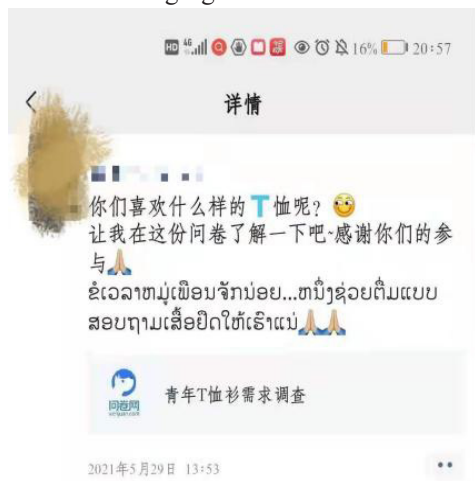 HD 4G 16% 20:57
详情
你们喜欢什么样的T恤呢？
让我在这份问卷了解一下吧~感谢你们的参
与
ຂໍເວລາຫມູ່ເພືອນຈັກນ່ອຍ...ຫນຶ່ງຊ່ວຍຕື່ມແບບ
ສອບຖາມເສື້ອຢືດໃຫ້ເຮົາແນ່
问卷网
青年T恤衫需求调查
2021年5月29日 13:53